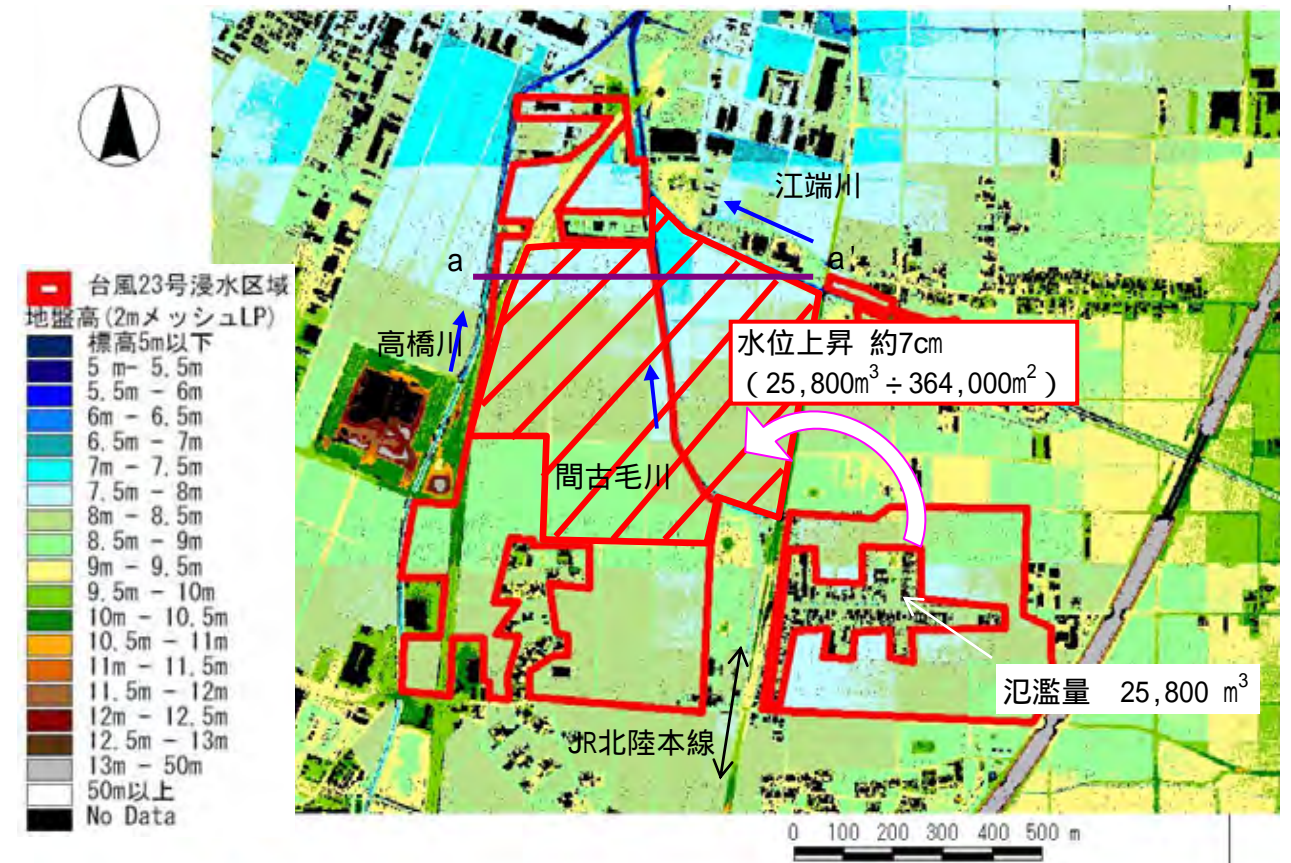 江端川
a
a'
台風23号浸水区域
地盤高(2mメッシュLP)
標高5m以下
5 m- 5.5m
5.5m - 6m
6m - 6.5m
6.5m - 7m
7m - 7.5m
7.5m - 8m
8m - 8.5m
8.5m - 9m
9m - 9.5m
9.5m - 10m
10m - 10.5m
10.5m - 11m
11m - 11.5m
11.5m - 12m
12m - 12.5m
12.5m - 13m
13m - 50m
50m以上
No Data
高橋川
水位上昇 約7㎝
(25,800m³÷364,000m²)
間古毛川
氾濫量 25,800 m³
JR北陸本線
0 100 200 300 400 500 m